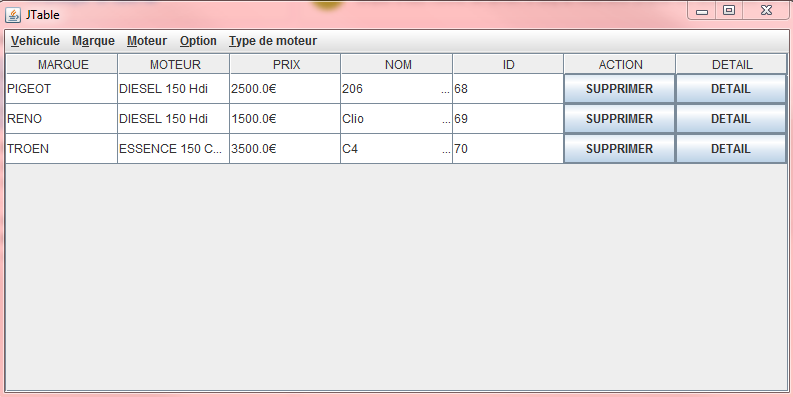 JTable
Vehicule Marque Moteur Option Type de moteur
MARQUE MOTEUR PRIX NOM ID ACTION DETAIL
PIGEOT DIESEL 150 Hdi 2500.0€ 206 ... 68 SUPPRIMER DETAIL
RENO DIESEL 150 Hdi 1500.0€ Clio ... 69 SUPPRIMER DETAIL
TROEN ESSENCE 150 C... 3500.0€ C4 ... 70 SUPPRIMER DETAIL